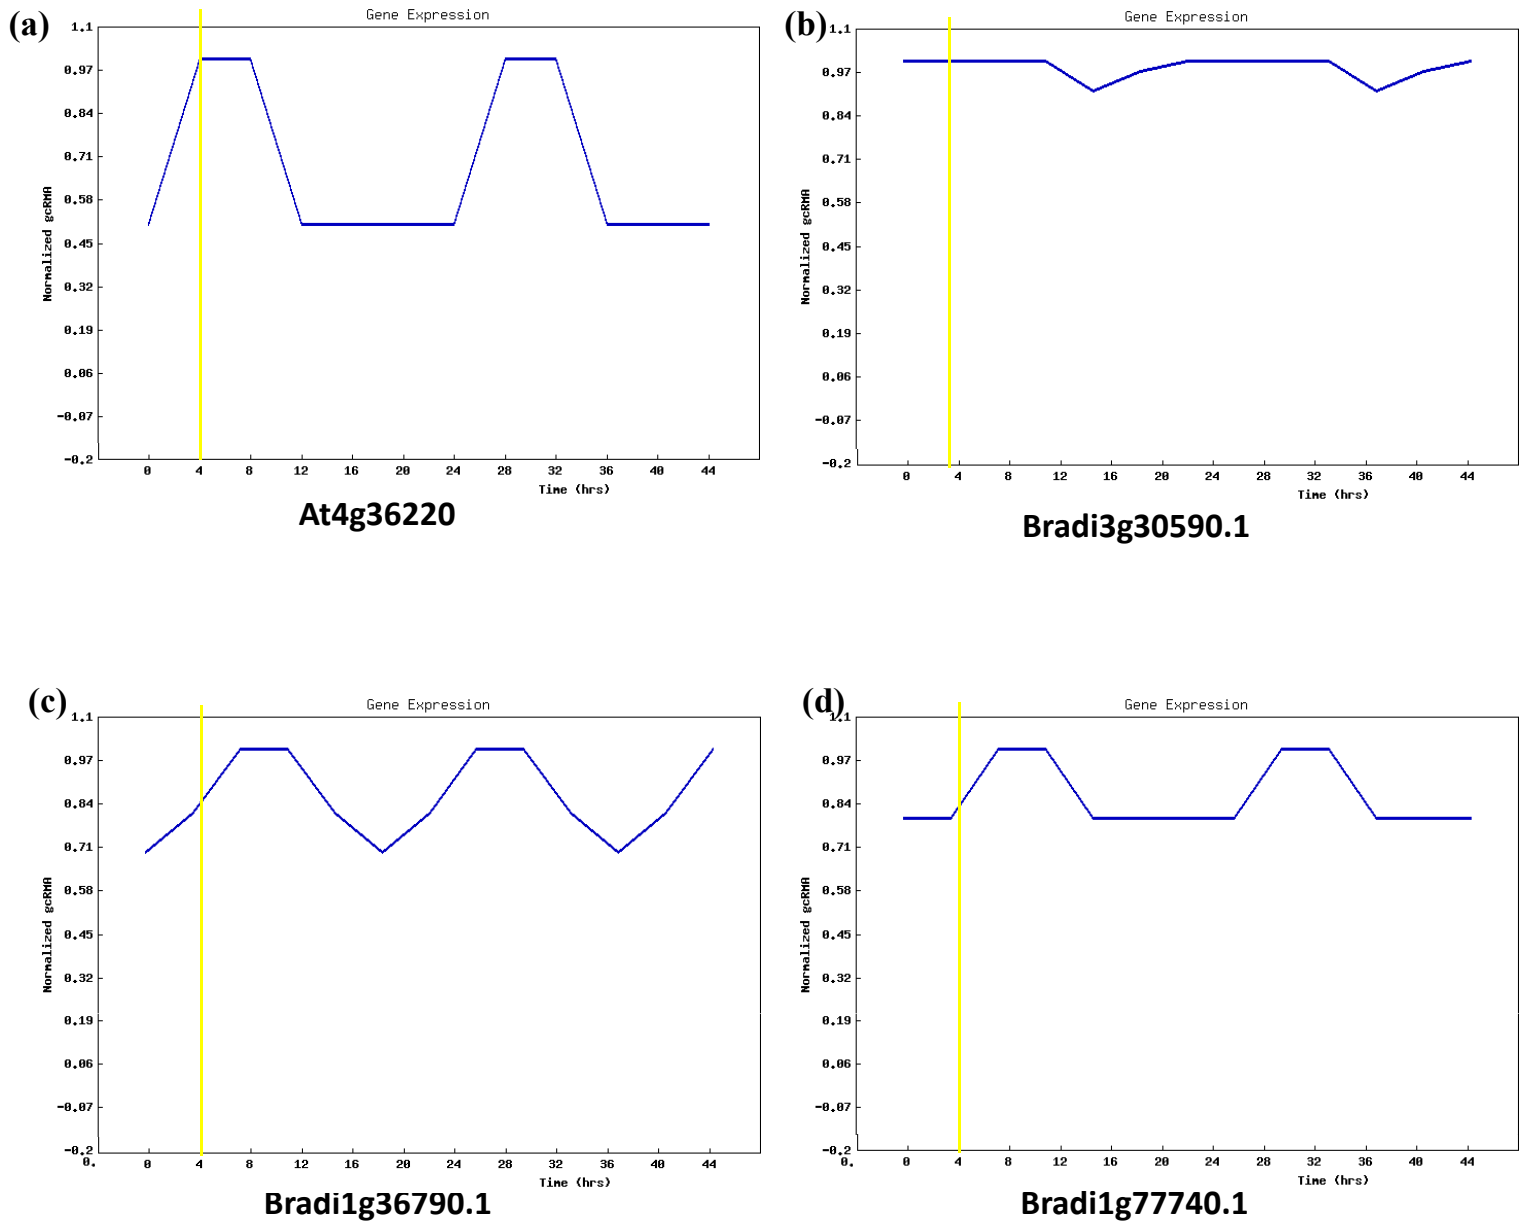 (a)
Gene Expression
1.1
0.97
0.84
0.71
0.58
0.45
0.32
0.19
0.06
-0.07
-0.2
Normalized gcRMA
0 4 8 12 16 20 24 28 32 36 40 44
Time (hrs)
At4g36220
(b)
Gene Expression
1.1
0.97
0.84
0.71
0.58
0.45
0.32
0.19
0.06
-0.07
-0.2
Normalized gcRMA
0 4 8 12 16 20 24 28 32 36 40 44
Time (hrs)
Bradi3g30590.1
(c)
Gene Expression
1.1
0.97
0.84
0.71
0.58
0.45
0.32
0.19
0.06
-0.07
-0.2
Normalized gcRMA
0. 0 4 8 12 16 20 24 28 32 36 40 44
Time (hrs)
Bradi1g36790.1
(d)
Gene Expression
1.1
0.97
0.84
0.71
0.58
0.45
0.32
0.19
0.06
-0.07
-0.2
Normalized gcRMA
0. 0 4 8 12 16 20 24 28 32 36 40 44
Time (hrs)
Bradi1g77740.1